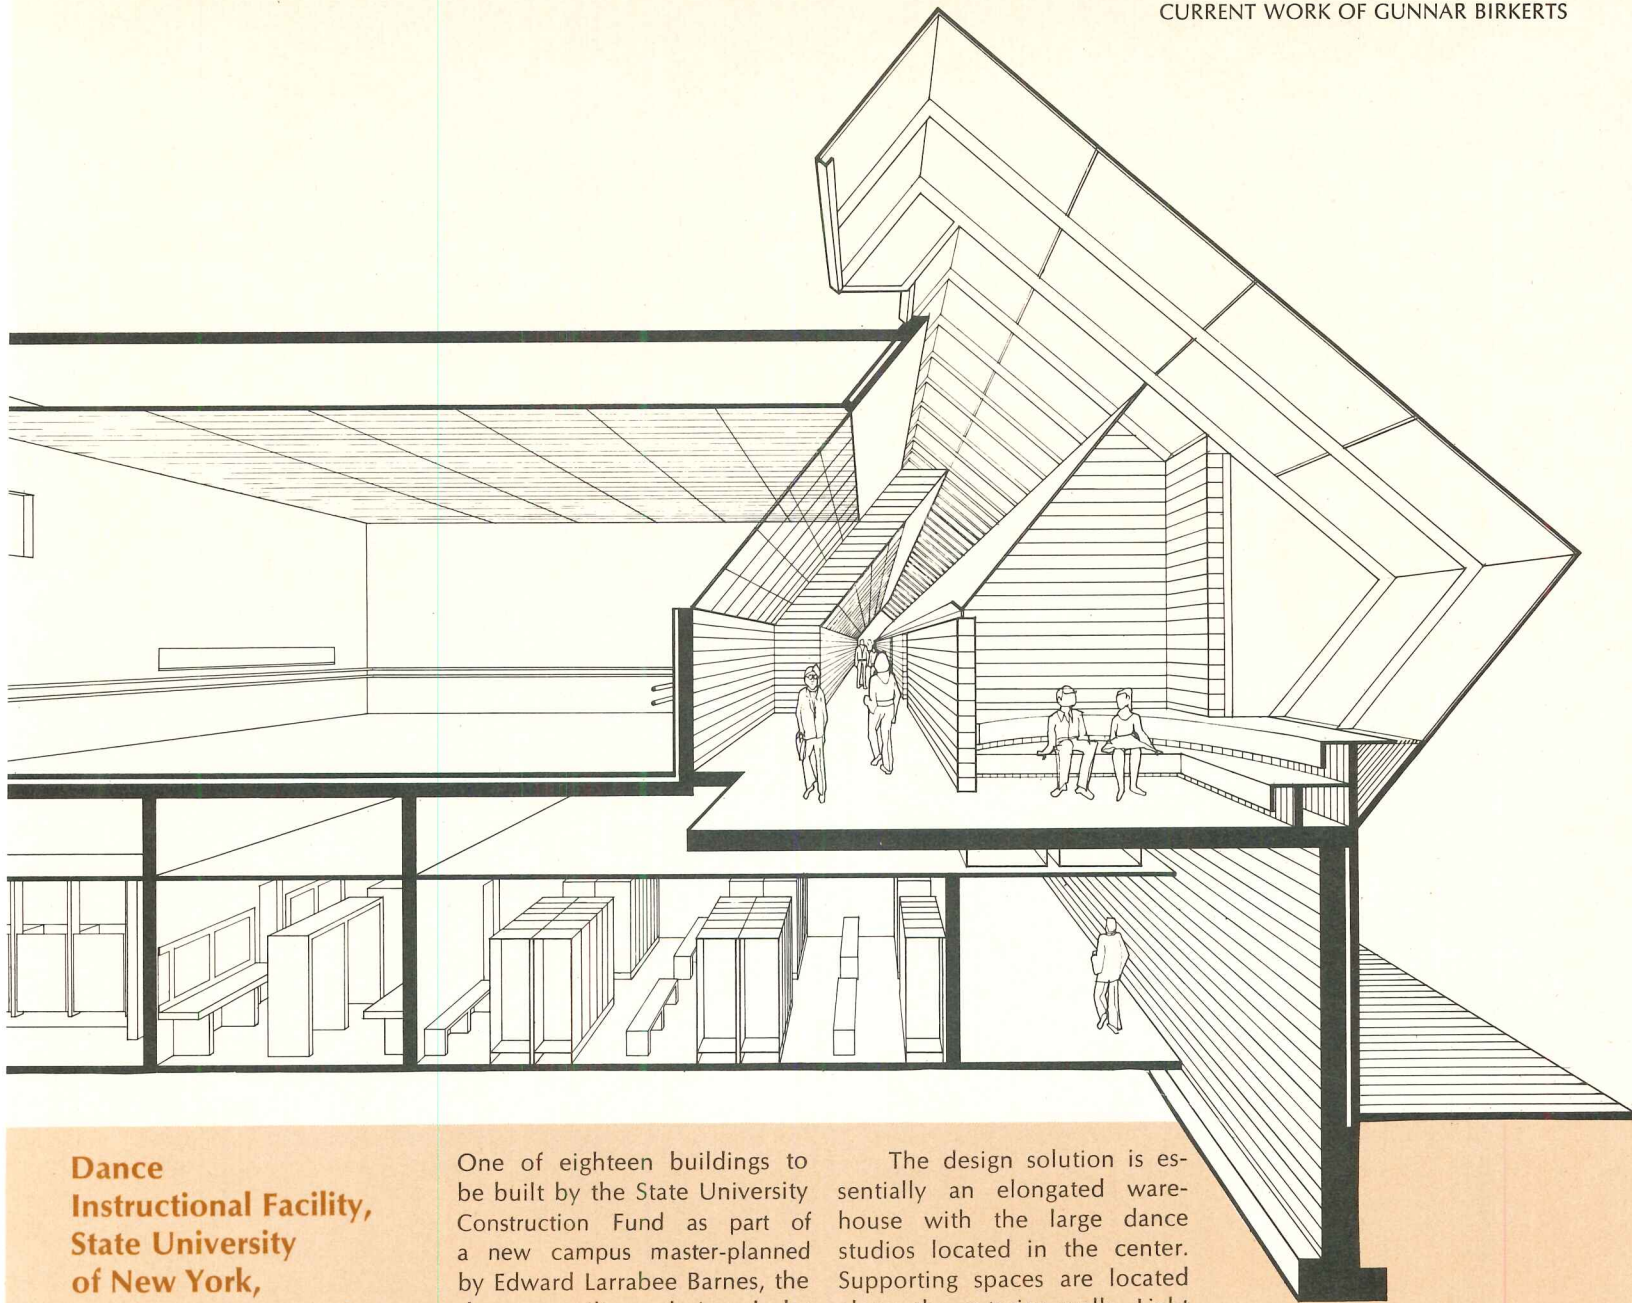 CURRENT WORK OF GUNNAR BIRKERTS
Dance
Instructional Facility,
State University
of New York,
One of eighteen buildings to
be built by the State University
Construction Fund as part of
a new campus master-planned
by Edward Larrabee Barnes, the
The design solution is es-
sentially an elongated ware-
house with the large dance
studios located in the center.
Supporting spaces are located